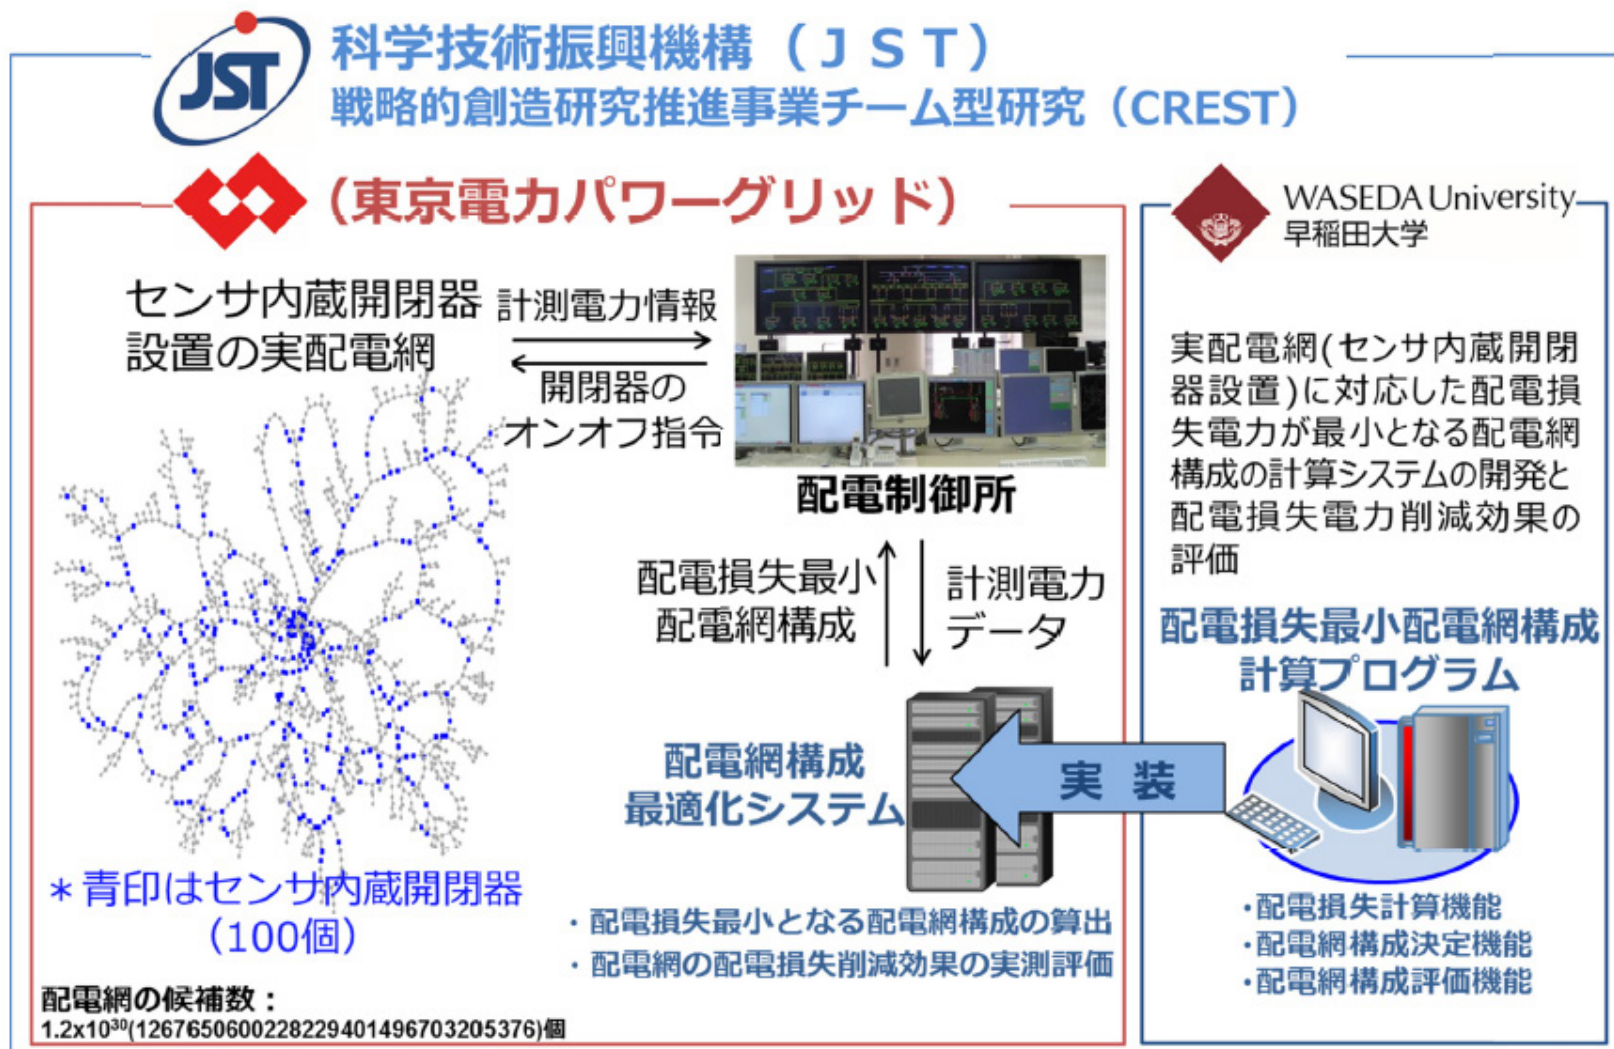 JST
科学技術振興機構（ＪＳＴ）
戦略的創造研究推進事業チーム型研究（CREST）
（東京電力パワーグリッド）
WASEDA University
早稲田大学
センサ内蔵開閉器
設置の実配電網
計測電力情報
開閉器の
オンオフ指令
配電制御所
配電損失最小
配電網構成
計測電力
データ
配電網構成
最適化システム
＊青印はセンサ内蔵開閉器
（100個）
・配電損失最小となる配電網構成の算出
・配電網の配電損失削減効果の実測評価
配電網の候補数：
1.2x10³⁰(1267650600228229401496703205376)個
実配電網(センサ内蔵開閉
器設置)に対応した配電損
失電力が最小となる配電網
構成の計算システムの開発と
配電損失電力削減効果の
評価
配電損失最小配電網構成
計算プログラム
実 装
・配電損失計算機能
・配電網構成決定機能
・配電網構成評価機能